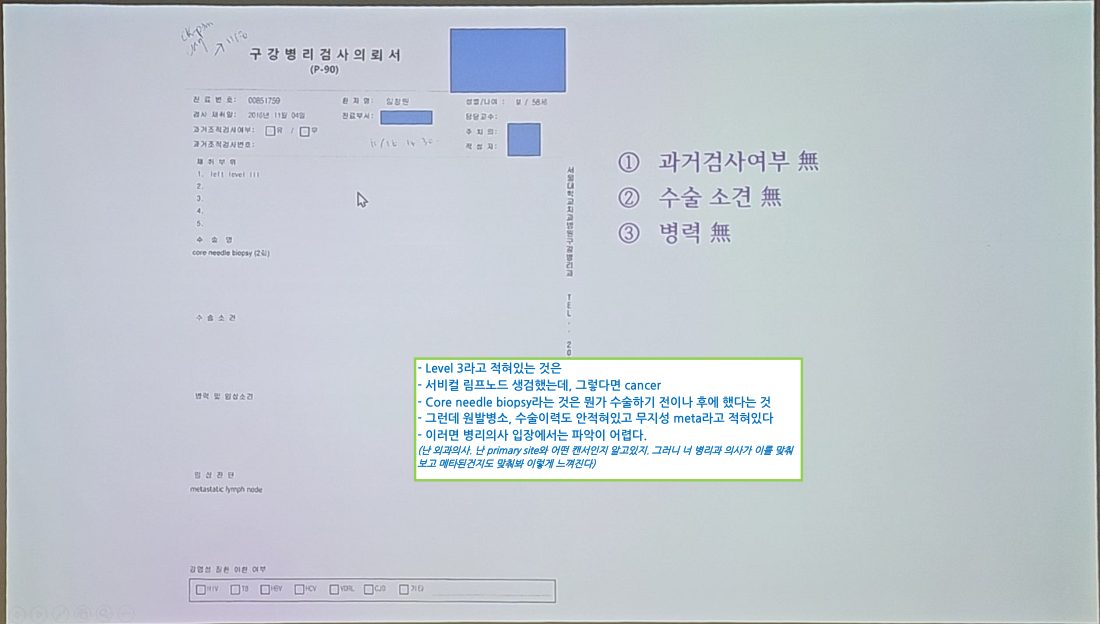 구 강 병 리 검 사 의 뢰 서
(P-90)
진 료 번 호: 00851759
환 자 명: 임창원
성별/나이 : 남 / 58세
검사 채취일: 2016년 11월 04일
진료부서:
담당교수:
과거조직검사여부: 유 / 무
주 치 의:
과거조직검사번호:
작 성 자:
채 취 부 위
1. left level III
2.
3.
4.
5.
수 술 명
core needle biopsy (2회)
수 술 소 견
병력 및 임상소견
임 상 진 단
metastatic lymph node
감염성 질환 이환 여부
HIV TB HBV HCV VDRL CJD 기타
서울대학교치과병원구강병리과 TEL . . 20
① 과거검사여부 無
② 수술 소견 無
③ 병력 無
- Level 3라고 적혀있는 것은
- 서비컬 림프노드 생검했는데, 그렇다면 cancer
- Core needle biopsy라는 것은 뭔가 수술하기 전이나 후에 했다는 것
- 그런데 원발병소, 수술이력도 안적혀있고 무지성 meta라고 적혀있다
- 이러면 병리의사 입장에서는 파악이 어렵다.
(난 외과의사. 난 primary site와 어떤 캔서인지 알고있지. 그러니 너 병리과 의사가 이를 맞춰
보고 메타된건지도 맞춰봐 이렇게 느껴진다)